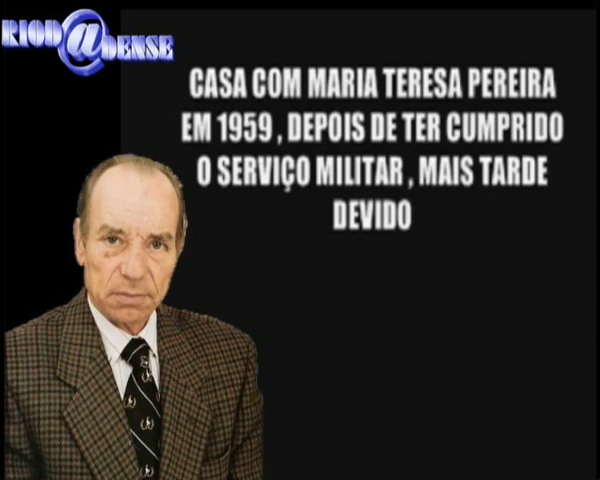 RIOD@DENSE
CASA COM MARIA TERESA PEREIRA
EM 1959 , DEPOIS DE TER CUMPRIDO
O SERVIÇO MILITAR , MAIS TARDE
DEVIDO